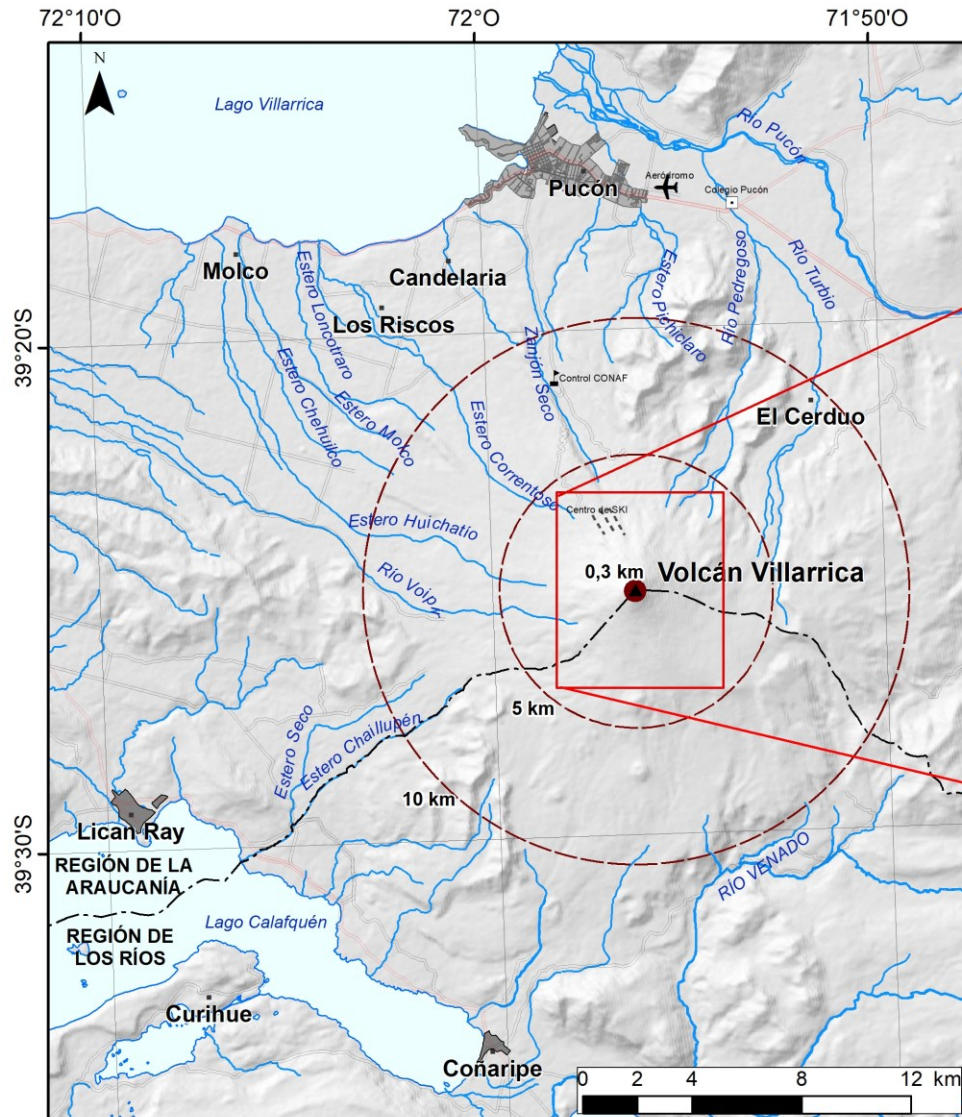 72°10'O
72°O
71°50'O
N
Lago Villarrica
Río Pucón
Pucón
Aeródromo
Colegio Pucón
Molco
Candelaria
Los Riscos
Estero Loncotraro
Estero Pichiclaro
Río Pedregoso
Río Turbio
39°20'S
Zanjón Seco
Control CONAF
Estero Chehuilco
Estero Molco
El Cerduo
Estero Correntoso
Centro de SKI
Estero Huichatío
0,3 km
Volcán Villarrica
Río Voip
5 km
Estero Seco
Estero Chaillupén
10 km
Lican Ray
39°30'S
REGIÓN DE LA
ARAUCANÍA
RÍO VENADO
Lago Calafquén
REGIÓN DE
LOS RÍOS
Curihue
Coñaripe
0 2 4 8 12 km